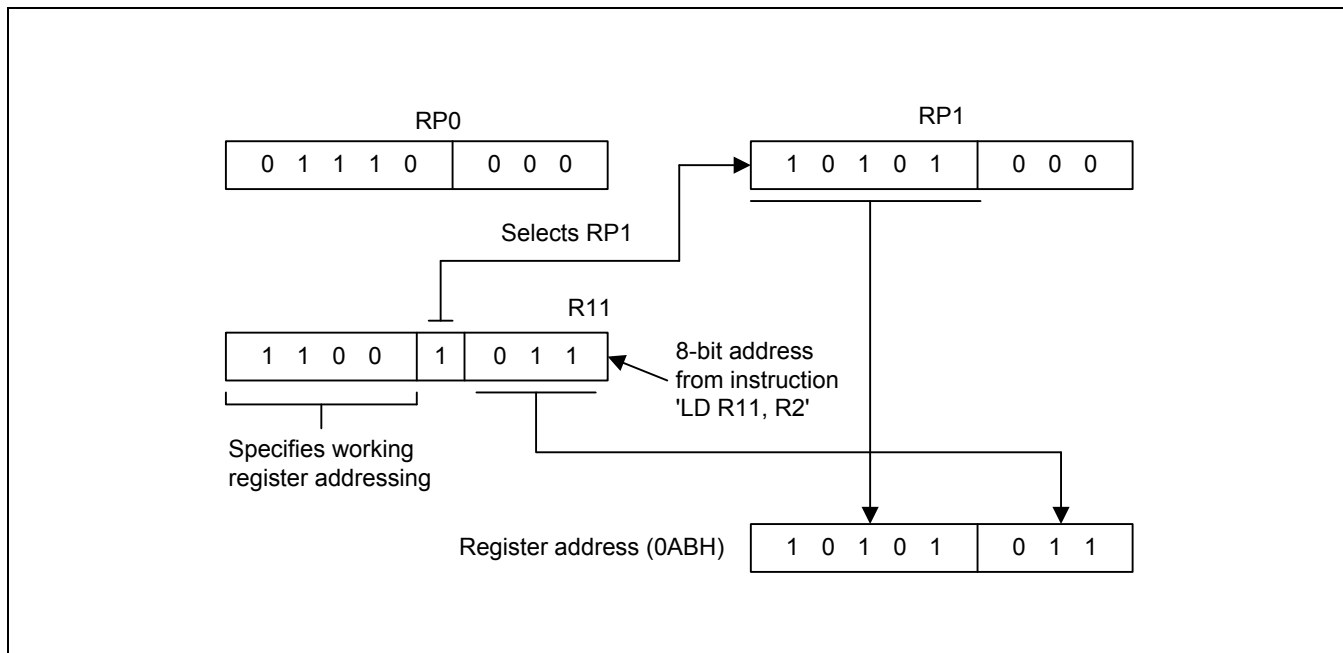 RP0
RP1
0 1 1 1 0 0 0 0
1 0 1 0 1 0 0 0
Selects RP1
R11
1 1 0 0 1 0 1 1
8-bit address
from instruction
'LD R11, R2'
Specifies working
register addressing
Register address (0ABH)
1 0 1 0 1 0 1 1